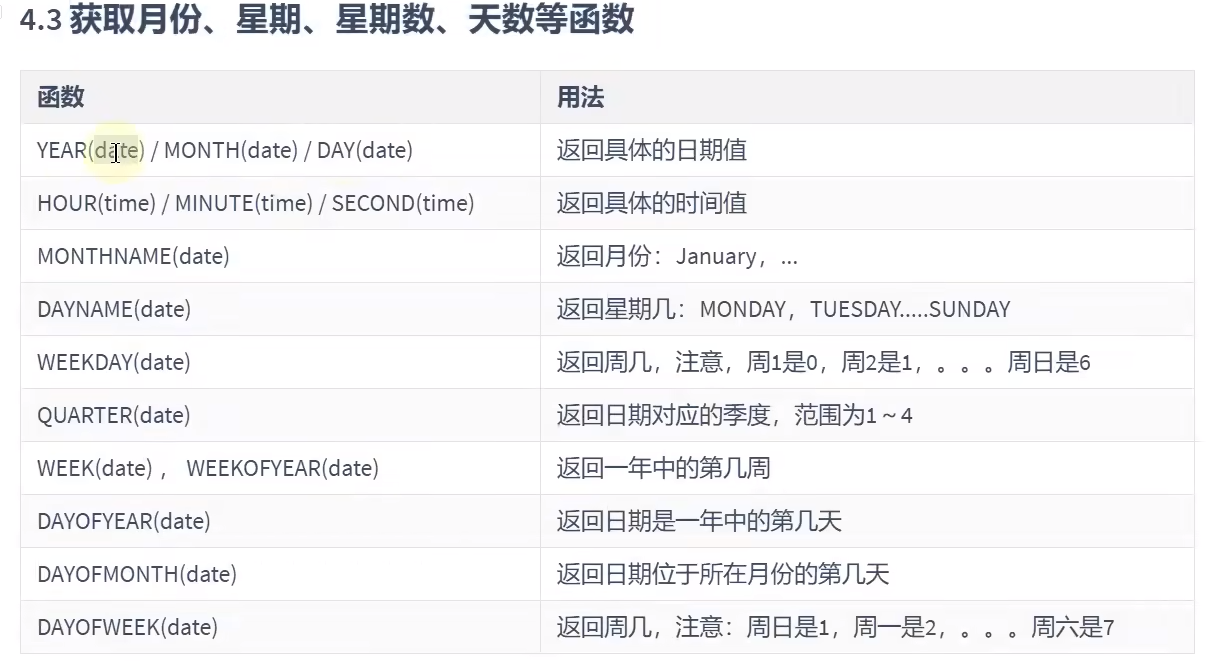 4.3 获取月份、星期、星期数、天数等函数
函数 用法
YEAR(date) / MONTH(date) / DAY(date) 返回具体的日期值
HOUR(time) / MINUTE(time) / SECOND(time) 返回具体的时间值
MONTHNAME(date) 返回月份：January，...
DAYNAME(date) 返回星期几：MONDAY，TUESDAY.....SUNDAY
WEEKDAY(date) 返回周几，注意，周1是0，周2是1，。。。周日是6
QUARTER(date) 返回日期对应的季度，范围为1～4
WEEK(date) ， WEEKOFYEAR(date) 返回一年中的第几周
DAYOFYEAR(date) 返回日期是一年中的第几天
DAYOFMONTH(date) 返回日期位于所在月份的第几天
DAYOFWEEK(date) 返回周几，注意：周日是1，周一是2，。。。周六是7